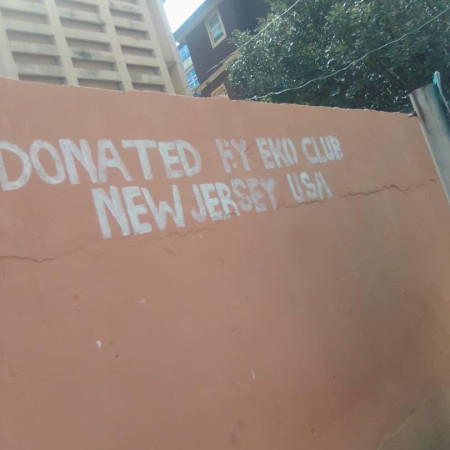 DONATED BY EKO CLUB
NEW JERSEY USA